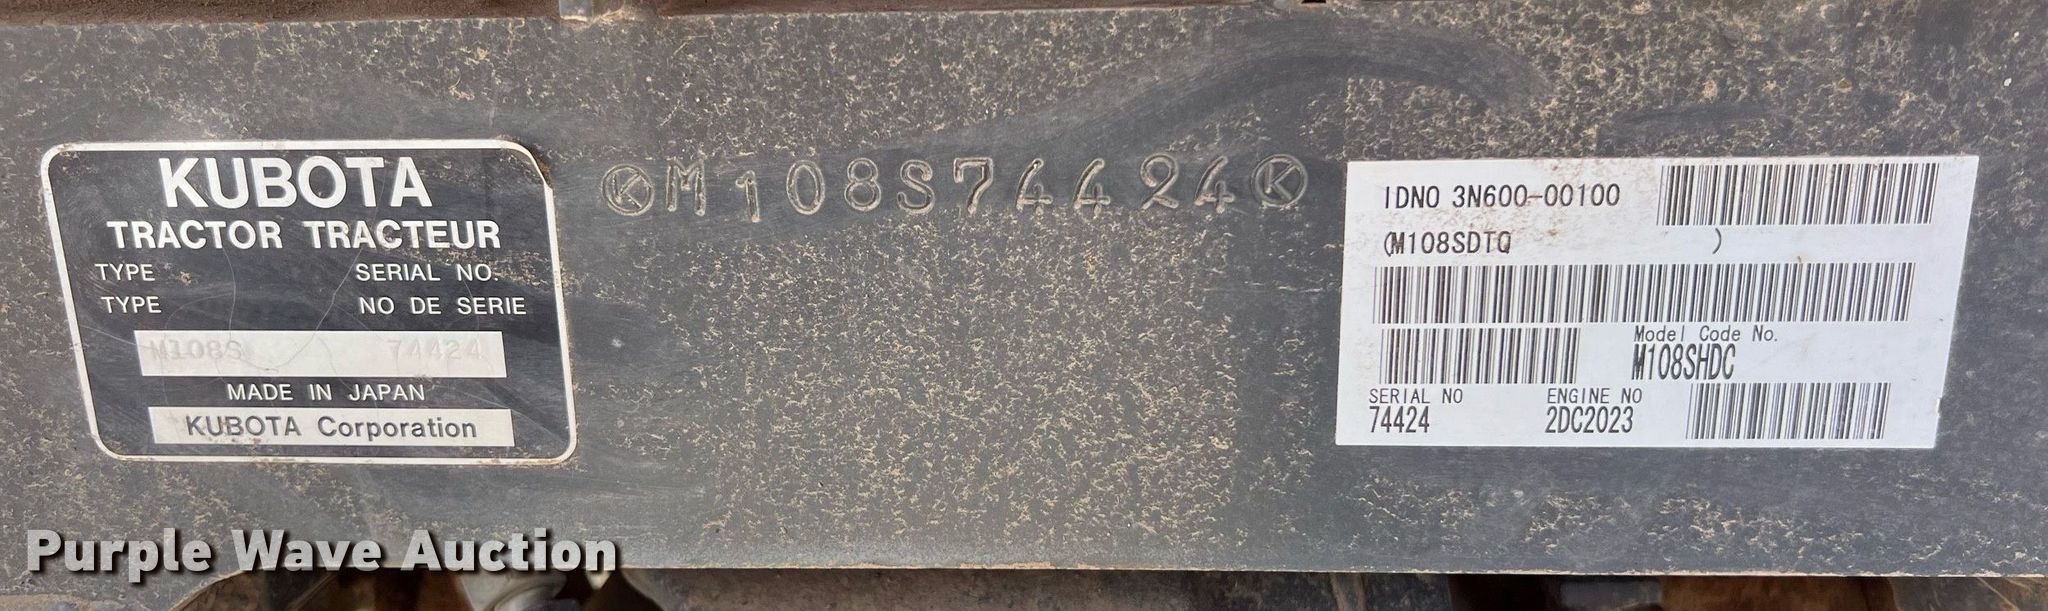 KUBOTA
TRACTOR TRACTEUR
TYPE SERIAL NO.
TYPE NO DE SERIE
M108S 74424
MADE IN JAPAN
KUBOTA Corporation
K M108S74424 K
IDNO 3N600-00100
(M108SDTQ )
Model Code No.
M108SHDC
SERIAL NO ENGINE NO
74424 2DC2023
Purple Wave Auction